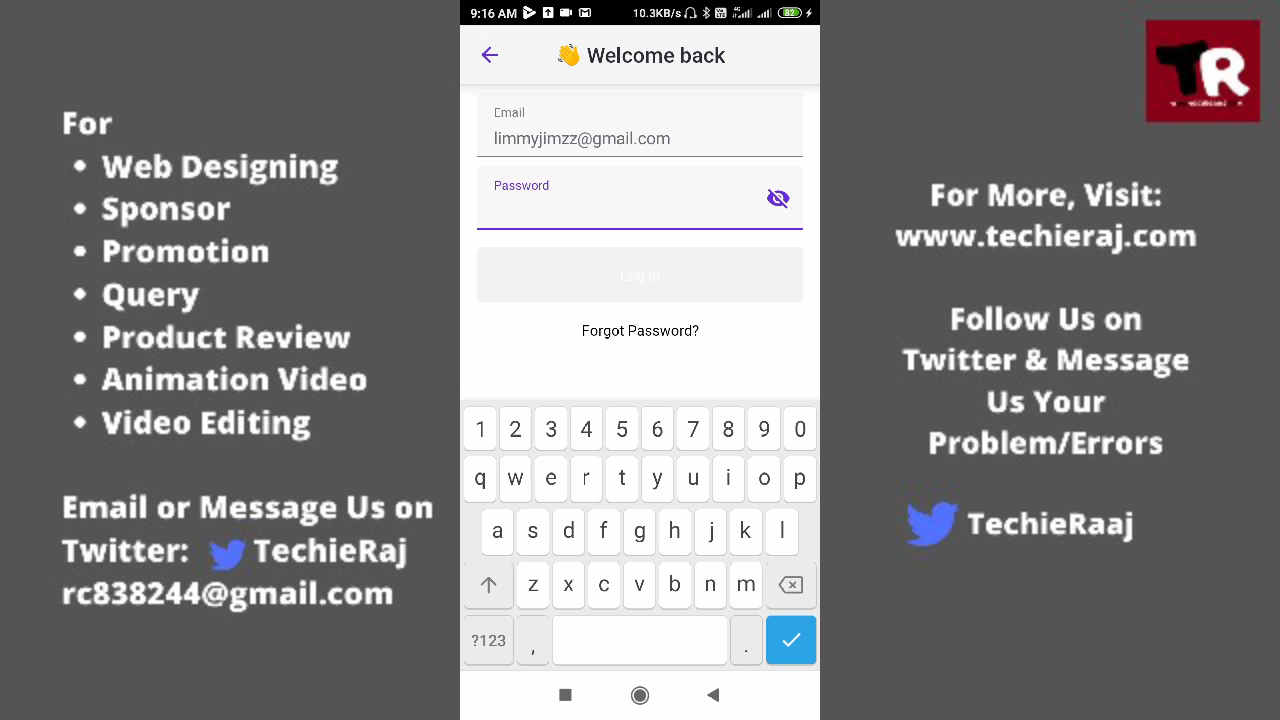 For
• Web Designing
• Sponsor
• Promotion
• Query
• Product Review
• Animation Video
• Video Editing
Email or Message Us on
Twitter: TechieRaj
rc838244@gmail.com
9:16 AM 10.3KB/s 4G 82
👋 Welcome back
Email
limmyjimzz@gmail.com
Password
Log In
Forgot Password?
1 2 3 4 5 6 7 8 9 0
q w e r t y u i o p
a s d f g h j k l
z x c v b n m
?123 , .
TR
For More, Visit:
www.techieraj.com
Follow Us on
Twitter & Message
Us Your
Problem/Errors
TechieRaaj